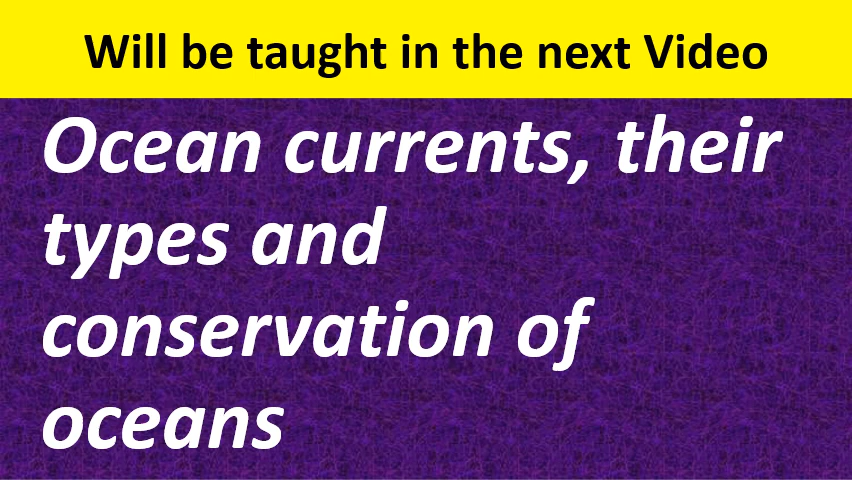 Will be taught in the next Video
Ocean currents, their
types and
conservation of
oceans